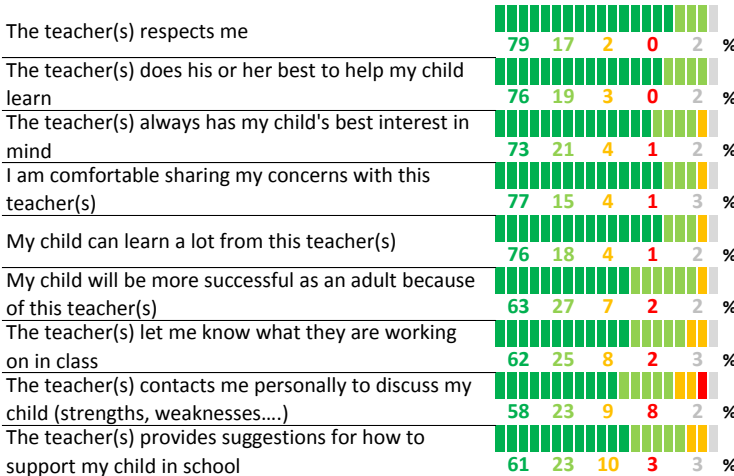 The teacher(s) respects me
79 17 2 0 2 %
The teacher(s) does his or her best to help my child
learn
76 19 3 0 2 %
The teacher(s) always has my child's best interest in
mind
73 21 4 1 2 %
I am comfortable sharing my concerns with this
teacher(s)
77 15 4 1 3 %
My child can learn a lot from this teacher(s)
76 18 4 1 2 %
My child will be more successful as an adult because
of this teacher(s)
63 27 7 2 2 %
The teacher(s) let me know what they are working
on in class
62 25 8 2 3 %
The teacher(s) contacts me personally to discuss my
child (strengths, weaknesses....)
58 23 9 8 2 %
The teacher(s) provides suggestions for how to
support my child in school
61 23 10 3 3 %